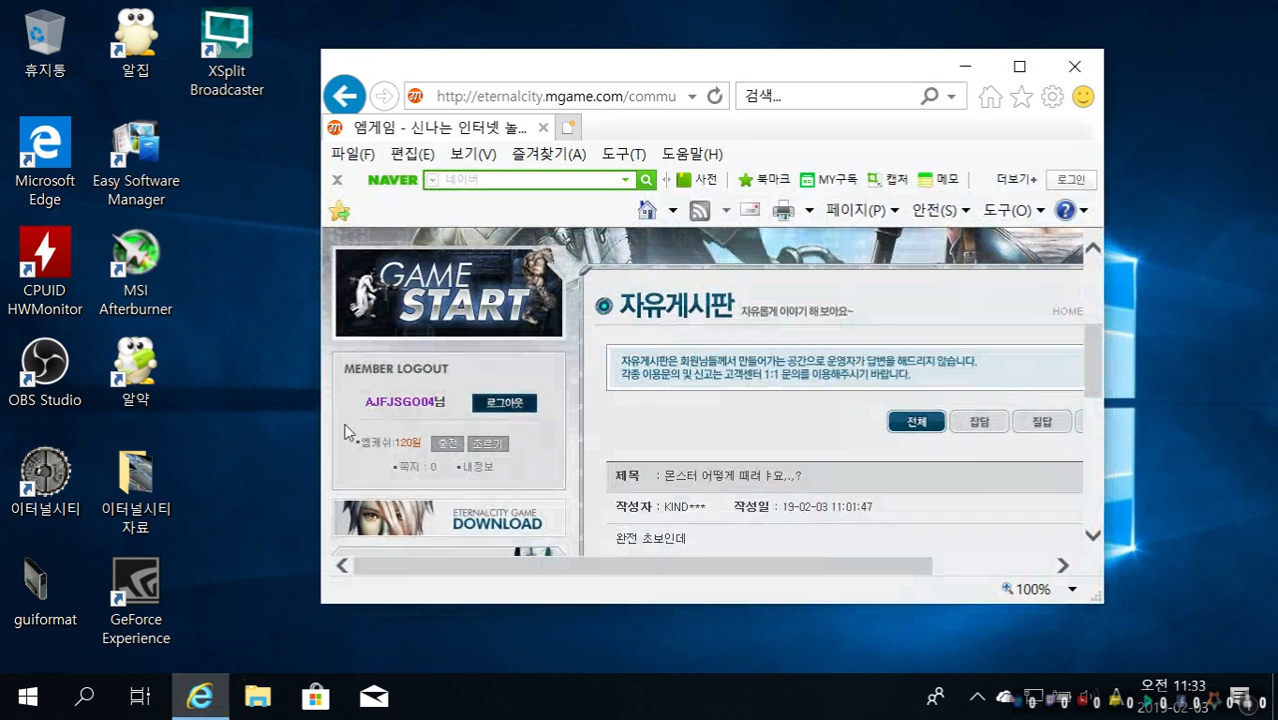 휴지통
알집
XSplit
Broadcaster
Microsoft
Edge
Easy Software
Manager
CPUID
HWMonitor
MSI
Afterburner
OBS Studio
알약
이터널시티
이터널시티
자료
guiformat
GeForce
Experience
http://eternalcity.mgame.com/commu
검색...
엠게임 - 신나는 인터넷 놀...
파일(F)
편집(E)
보기(V)
즐겨찾기(A)
도구(T)
도움말(H)
x NAVER 네이버 사전 북마크 MY구독 캡처 메모 더보기+ 로그인
페이지(P) 안전(S) 도구(O)
GAME
START
자유게시판 자유롭게 이야기 해 보아요~ HOME
자유게시판은 회원님들께서 만들어가는 공간으로 운영자가 답변을 해드리지 않습니다.
각종 이용문의 및 신고는 고객센터 1:1 문의를 이용해주시기 바랍니다.
MEMBER LOGOUT
AJFJSGO04님 로그아웃
엠캐쉬:120원 충전 조르기
쪽지 : 0 내정보
ETERNALCITY GAME
DOWNLOAD
전체 잡담 질답
제목 : 몬스터 어떻게 때려
작성자 : KIND*** 작성일 : 19-02-03 11:01:47
완전 초보인데
100%
오전 11:33
2019-02-03